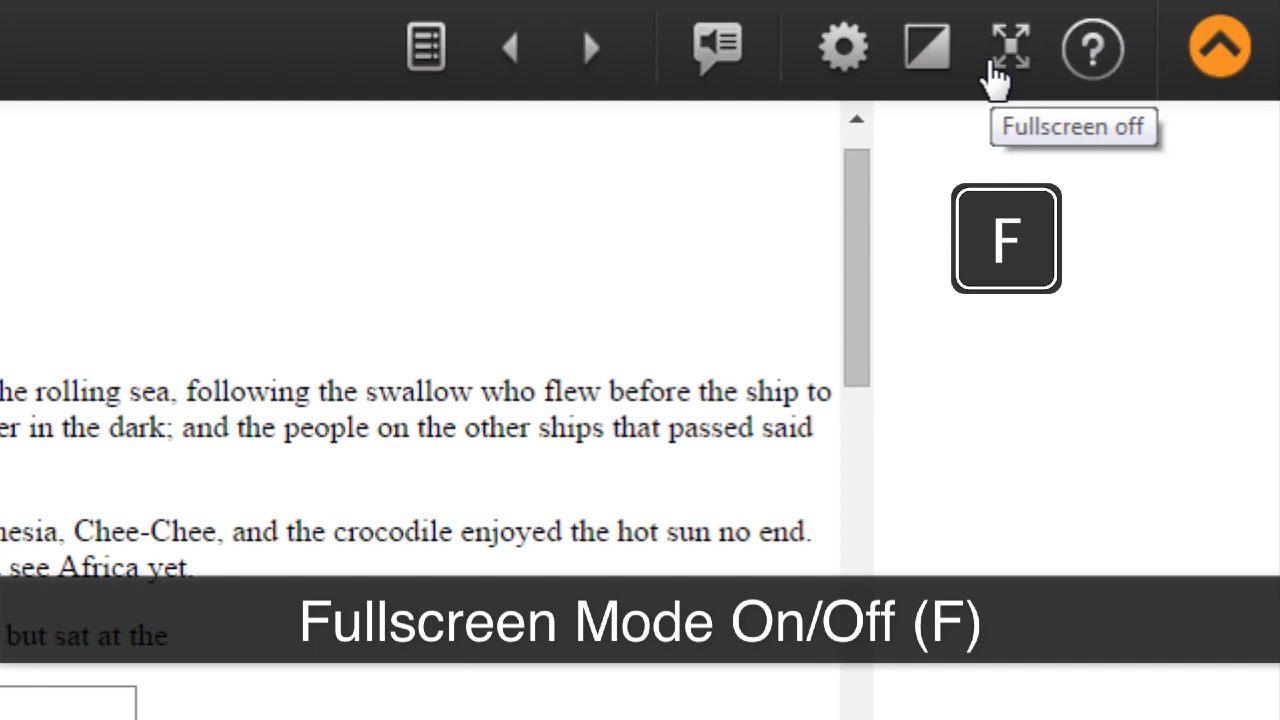 ?
Fullscreen off
F
he rolling sea, following the swallow who flew before the ship to
er in the dark; and the people on the other ships that passed said
nesia, Chee-Chee, and the crocodile enjoyed the hot sun no end.
see Africa yet.
Fullscreen Mode On/Off (F)
but sat at the